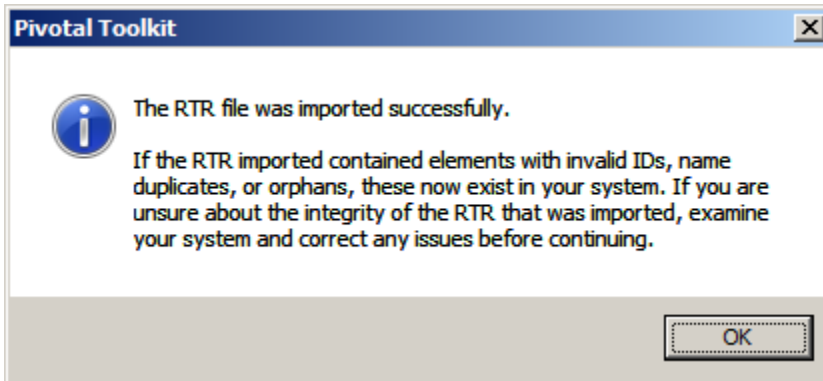 Pivotal Toolkit
The RTR file was imported successfully.
If the RTR imported contained elements with invalid IDs, name
duplicates, or orphans, these now exist in your system. If you are
unsure about the integrity of the RTR that was imported, examine
your system and correct any issues before continuing.
OK